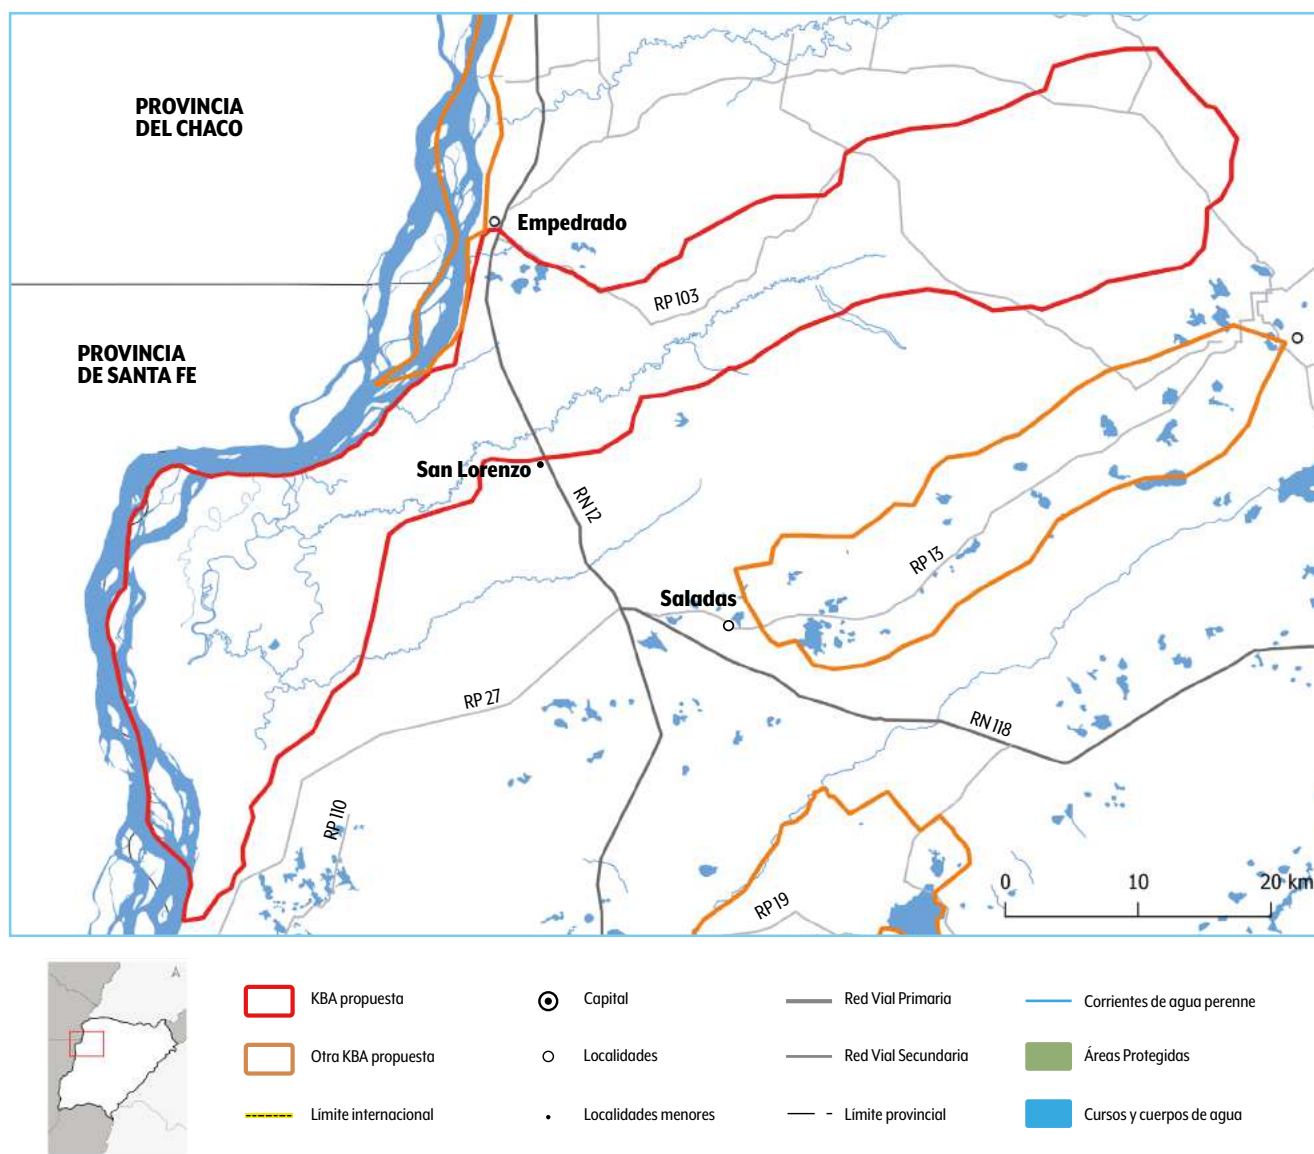 PROVINCIA
DEL CHACO
Empedrado
RP 103
PROVINCIA
DE SANTA FE
San Lorenzo
RN 12
RP 13
Saladas
RP 27
RN 118
RP 110
RP 19
0 10 20 km
A
KBA propuesta
Capital
Red Vial Primaria
Corrientes de agua perenne
Otra KBA propuesta
Localidades
Red Vial Secundaria
Áreas Protegidas
Límite internacional
Localidades menores
Límite provincial
Cursos y cuerpos de agua